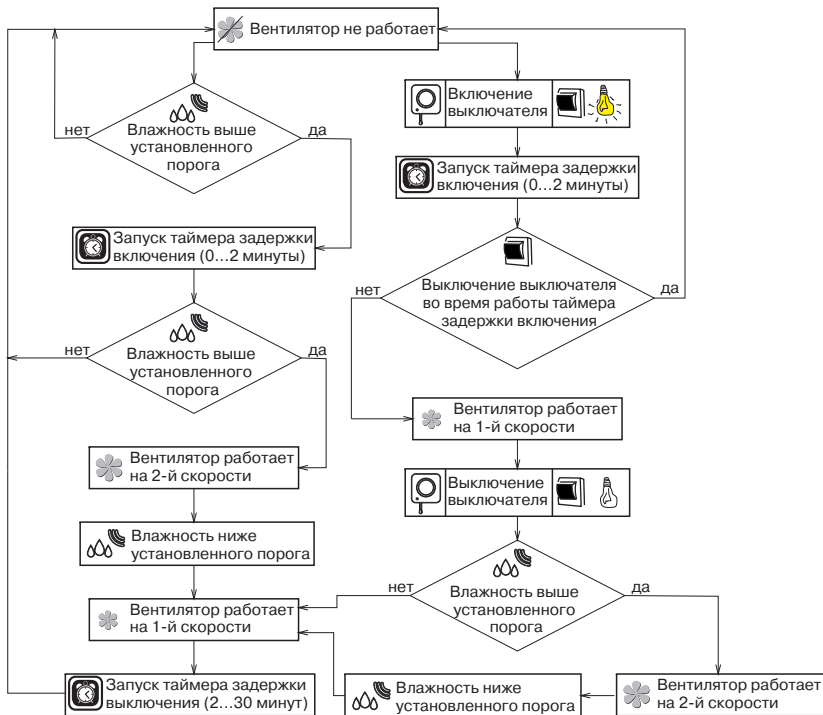 Вентилятор не работает
Включение
выключателя
нет
Влажность выше
установленного
порога
да
Запуск таймера задержки
включения (0...2 минуты)
Запуск таймера задержки
включения (0...2 минуты)
нет
Выключение выключателя
во время работы таймера
задержки включения
да
нет
Влажность выше
установленного
порога
да
Вентилятор работает
на 1-й скорости
Вентилятор работает
на 2-й скорости
Выключение
выключателя
Влажность ниже
установленного порога
нет
Влажность выше
установленного
порога
да
Вентилятор работает
на 1-й скорости
Запуск таймера задержки
выключения (2...30 минут)
Влажность ниже
установленного порога
Вентилятор работает
на 2-й скорости